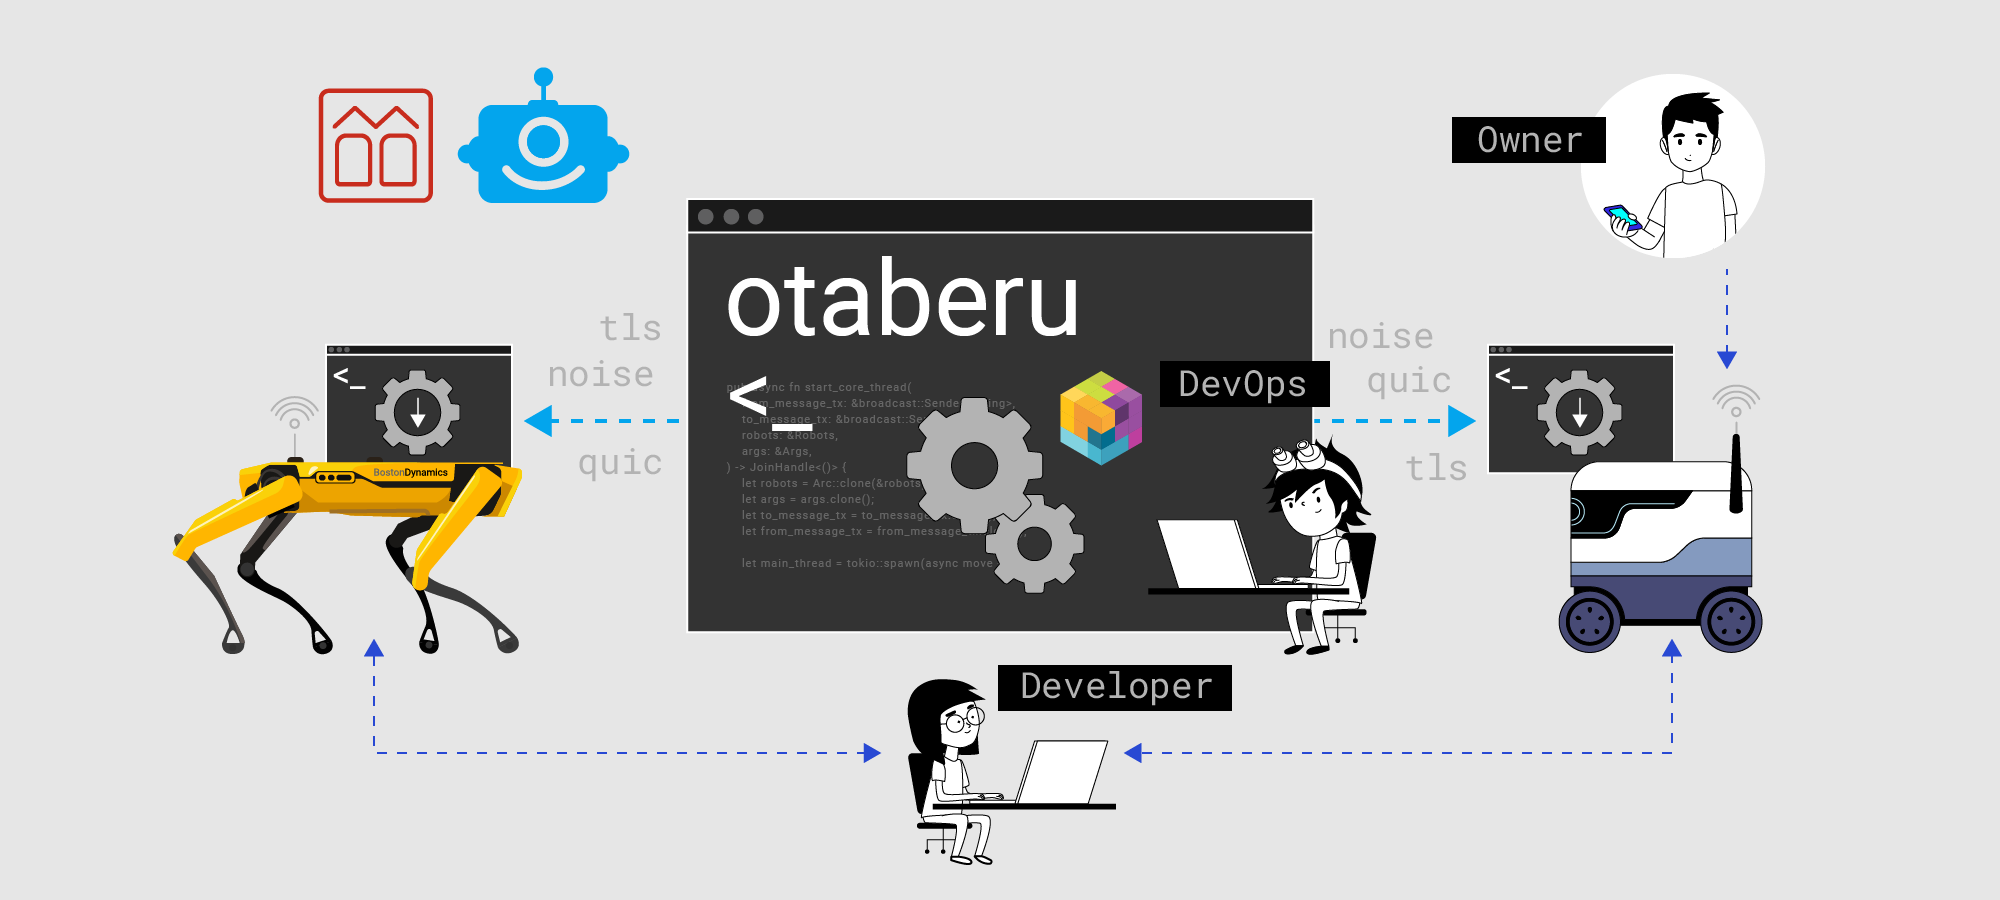 Owner
otaberu
tls
noise
quic
<_
pub async fn start_core_thread(
from_message_tx: &broadcast::Sender<String>,
to_message_tx: &broadcast::Se
robots: &Robots,
args: &Args,
) -> JoinHandle<()> {
let robots = Arc::clone(&robots
let args = args.clone();
let to_message_tx = to_message
let from_message_tx = from_message_
let main_thread = tokio::spawn(async move
<_
DevOps
noise
quic
tls
<_
BostonDynamics
Developer